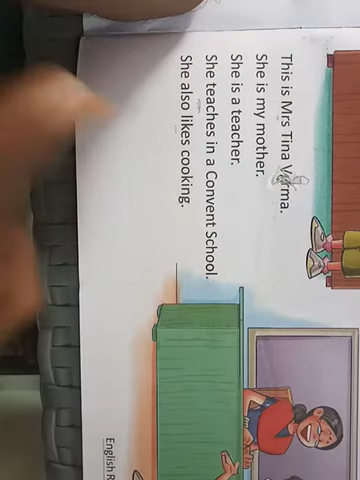 This is Mrs Tina Verma.
She is my mother.
She is a teacher.
She teaches in a Convent School.
She also likes cooking.
English R